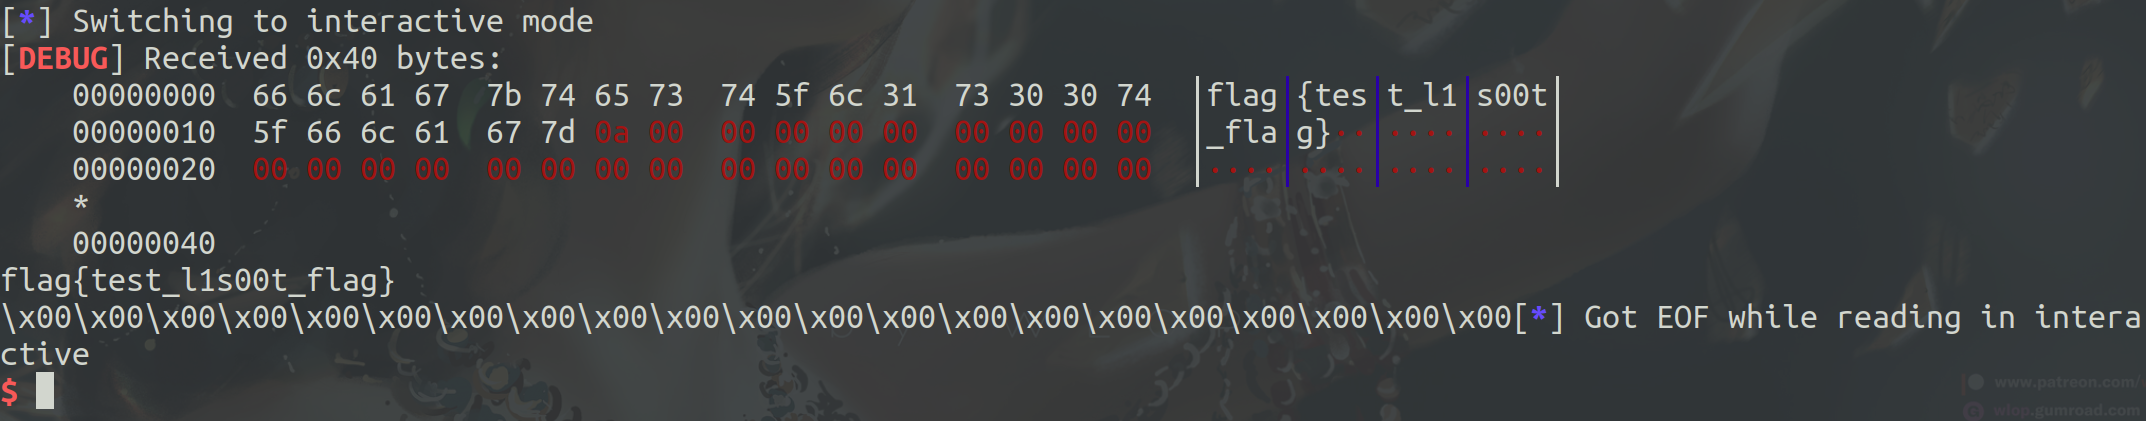 [*] Switching to interactive mode
[DEBUG] Received 0x40 bytes:
    00000000  66 6c 61 67  7b 74 65 73  74 5f 6c 31  73 30 30 74  │flag│{tes│t_l1│s00t│
    00000010  5f 66 6c 61  67 7d 0a 00  00 00 00 00  00 00 00 00  │_fla│g}··│····│····│
    00000020  00 00 00 00  00 00 00 00  00 00 00 00  00 00 00 00  │····│····│····│····│
    *
    00000040
flag{test_l1s00t_flag}
\x00\x00\x00\x00\x00\x00\x00\x00\x00\x00\x00\x00\x00\x00\x00\x00\x00\x00\x00\x00\x00[*] Got EOF while reading in intera
ctive
$
www.patreon.com/
wlop.gumroad.com